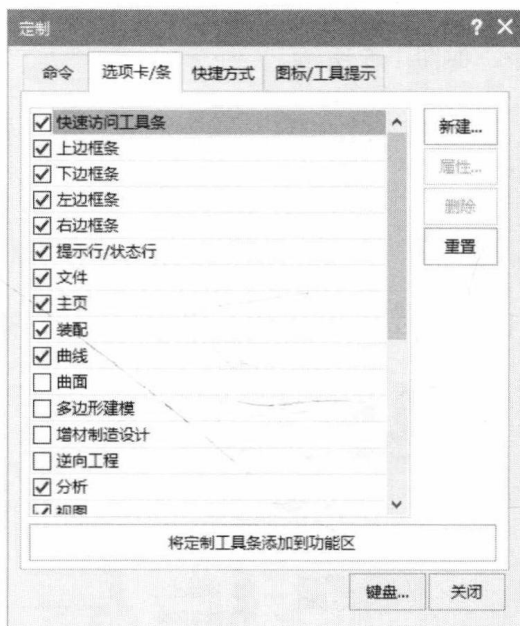 定制
? ×
命令 选项卡/条 快捷方式 图标/工具提示
快速访问工具条
上边框条
下边框条
左边框条
右边框条
提示行/状态行
文件
主页
装配
曲线
曲面
多边形建模
增材制造设计
逆向工程
分析
视图
新建...
属性...
删除
重置
将定制工具条添加到功能区
键盘...
关闭